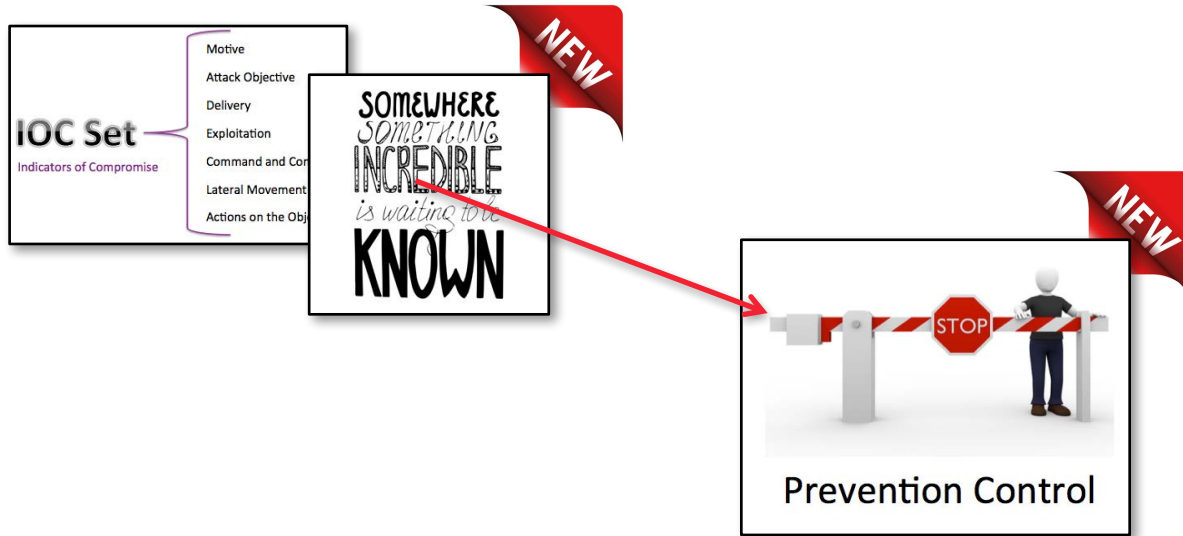 NEW
Motive
Attack Objective
Delivery
IOC Set
Exploitation
Indicators of Compromise
Command and Con
Lateral Movement
Actions on the Obj
SOMEWHERE
SOMETHING
INCREDIBLE
is waiting to be
KNOWN
NEW
STOP
Prevention Control